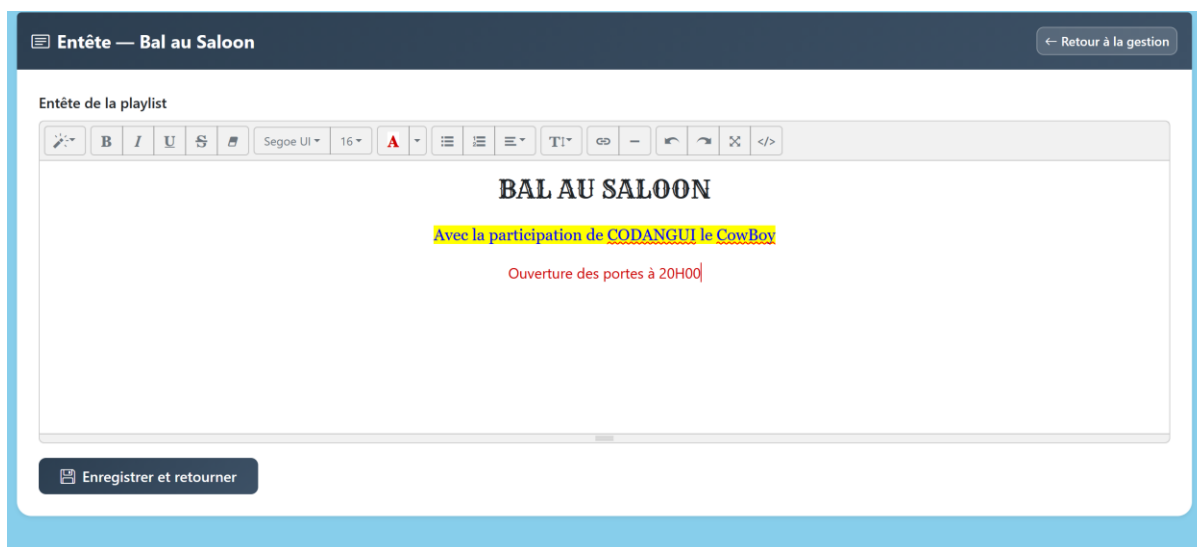 Entête — Bal au Saloon
← Retour à la gestion
Entête de la playlist
B I U S Segoe UI 16 A T </>
BAL AU SALOON
Avec la participation de CODANGUI le CowBoy
Ouverture des portes à 20H00
Enregistrer et retourner